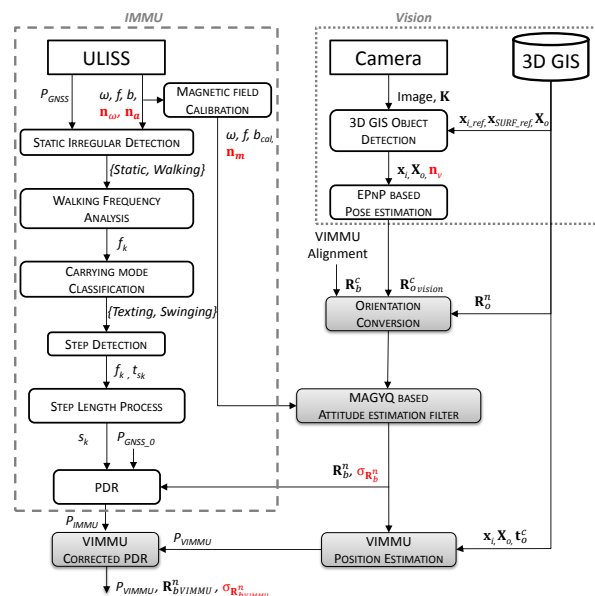 IMMU
Vision
ULISS
Camera
3D GIS
P_GNSS
ω, f, b,
n_ω, n_a
MAGNETIC FIELD
CALIBRATION
Image, K
STATIC IRREGULAR DETECTION
3D GIS OBJECT
DETECTION
x_i_ref, x_SURF_ref, X_o
ω, f, b_cal,
n_m
{Static, Walking}
x_i, X_o, n_v
WALKING FREQUENCY
ANALYSIS
EPNP BASED
POSE ESTIMATION
f_k
VIMMU
Alignment
CARRYING MODE
CLASSIFICATION
R_b^c
R_o vision^c
R_o^n
{Texting, Swinging}
ORIENTATION
CONVERSION
STEP DETECTION
f_k , t_sk
STEP LENGTH PROCESS
MAGYQ BASED
ATTITUDE ESTIMATION FILTER
s_k
P_GNSS_0
R_b^n, σ_R_b^n
PDR
P_IMMU
VIMMU
CORRECTED PDR
P_VIMMU
VIMMU
POSITION ESTIMATION
x_i, X_o, t_o^c
P_VIMMU, R_bVIMMU^n, σ_R_bVIMMU^n